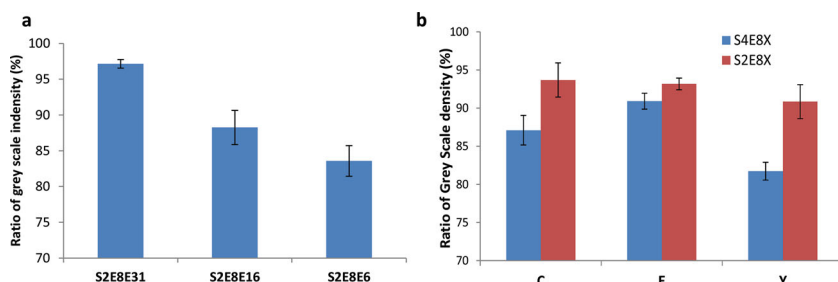 a
Ratio of grey scale indensity (%)
100
95
90
85
80
75
70
S2E8E31 S2E8E16 S2E8E6
b
Ratio of Grey Scale density (%)
100
95
90
85
80
75
70
S4E8X
S2E8X
C Y